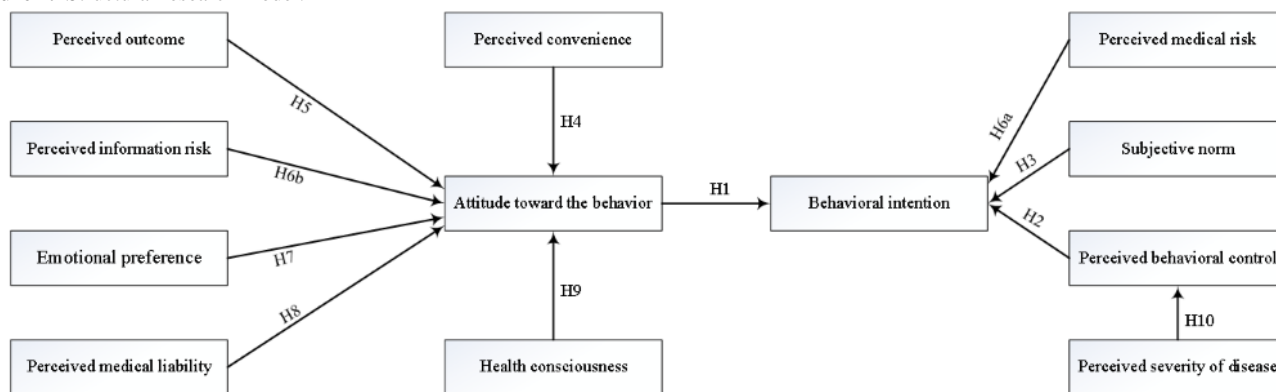 Perceived outcome
Perceived convenience
Perceived medical risk
H5
H4
H6a
Perceived information risk
Subjective norm
H6b
H3
Attitude toward the behavior
H1
Behavioral intention
H2
Emotional preference
H7
Perceived behavioral control
H8
H9
H10
Perceived medical liability
Health consciousness
Perceived severity of disease